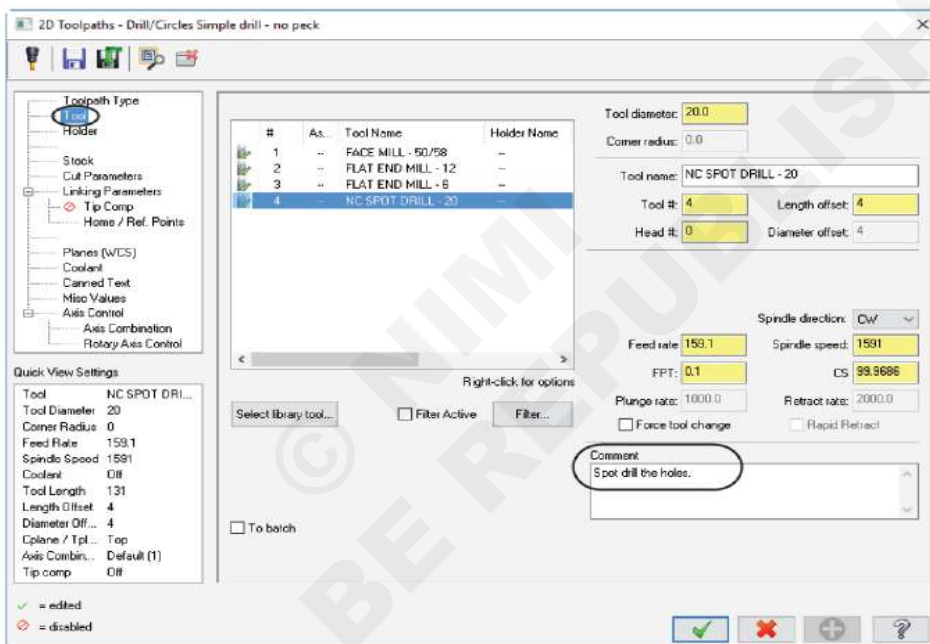 2D Toolpaths - Drill/Circles Simple drill - no peck
Toolpath Type
Tool
Holder
Stock
Cut Parameters
Linking Parameters
Tip Comp
Home / Ref. Points
Planes (WCS)
Coolant
Canned Text
Misc Values
Axis Control
Axis Combination
Rotary Axis Control
Quick View Settings
Tool NC SPOT DRI...
Tool Diameter 20
Corner Radius 0
Feed Rate 159.1
Spindle Speed 1591
Coolant Off
Tool Length 131
Length Offset 4
Diameter Off... 4
Cplane / Tpl... Top
Axis Combin... Default (1)
Tip comp Off
= edited
= disabled
# As... Tool Name Holder Name
1 -- FACE MILL - 50/58 --
2 -- FLAT END MILL - 12 --
3 -- FLAT END MILL - 6 --
4 -- NC SPOT DRILL - 20 --
Right-click for options
Select library tool... Filter Active Filter...
To batch
Tool diameter: 20.0
Corner radius: 0.0
Tool name: NC SPOT DRILL - 20
Tool #: 4 Length offset: 4
Head #: 0 Diameter offset: 4
Spindle direction: CW
Feed rate 159.1 Spindle speed: 1591
FPT: 0.1 CS 99.9686
Plunge rate: 1000.0 Retract rate: 2000.0
Force tool change Rapid Retract
Comment
Spot drill the holes.
© NIMI
BE REPUBLISH